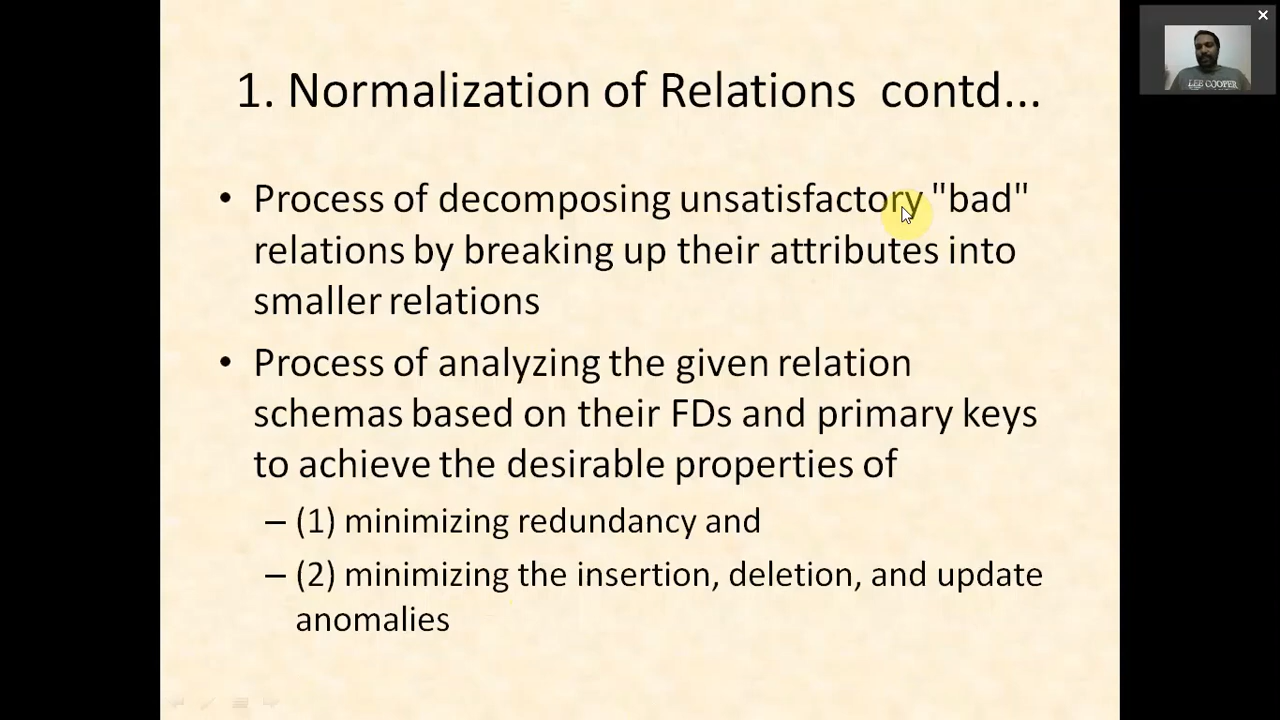 1. Normalization of Relations contd...
• Process of decomposing unsatisfactory "bad"
relations by breaking up their attributes into
smaller relations
• Process of analyzing the given relation
schemas based on their FDs and primary keys
to achieve the desirable properties of
– (1) minimizing redundancy and
– (2) minimizing the insertion, deletion, and update
anomalies
LEE COOPER